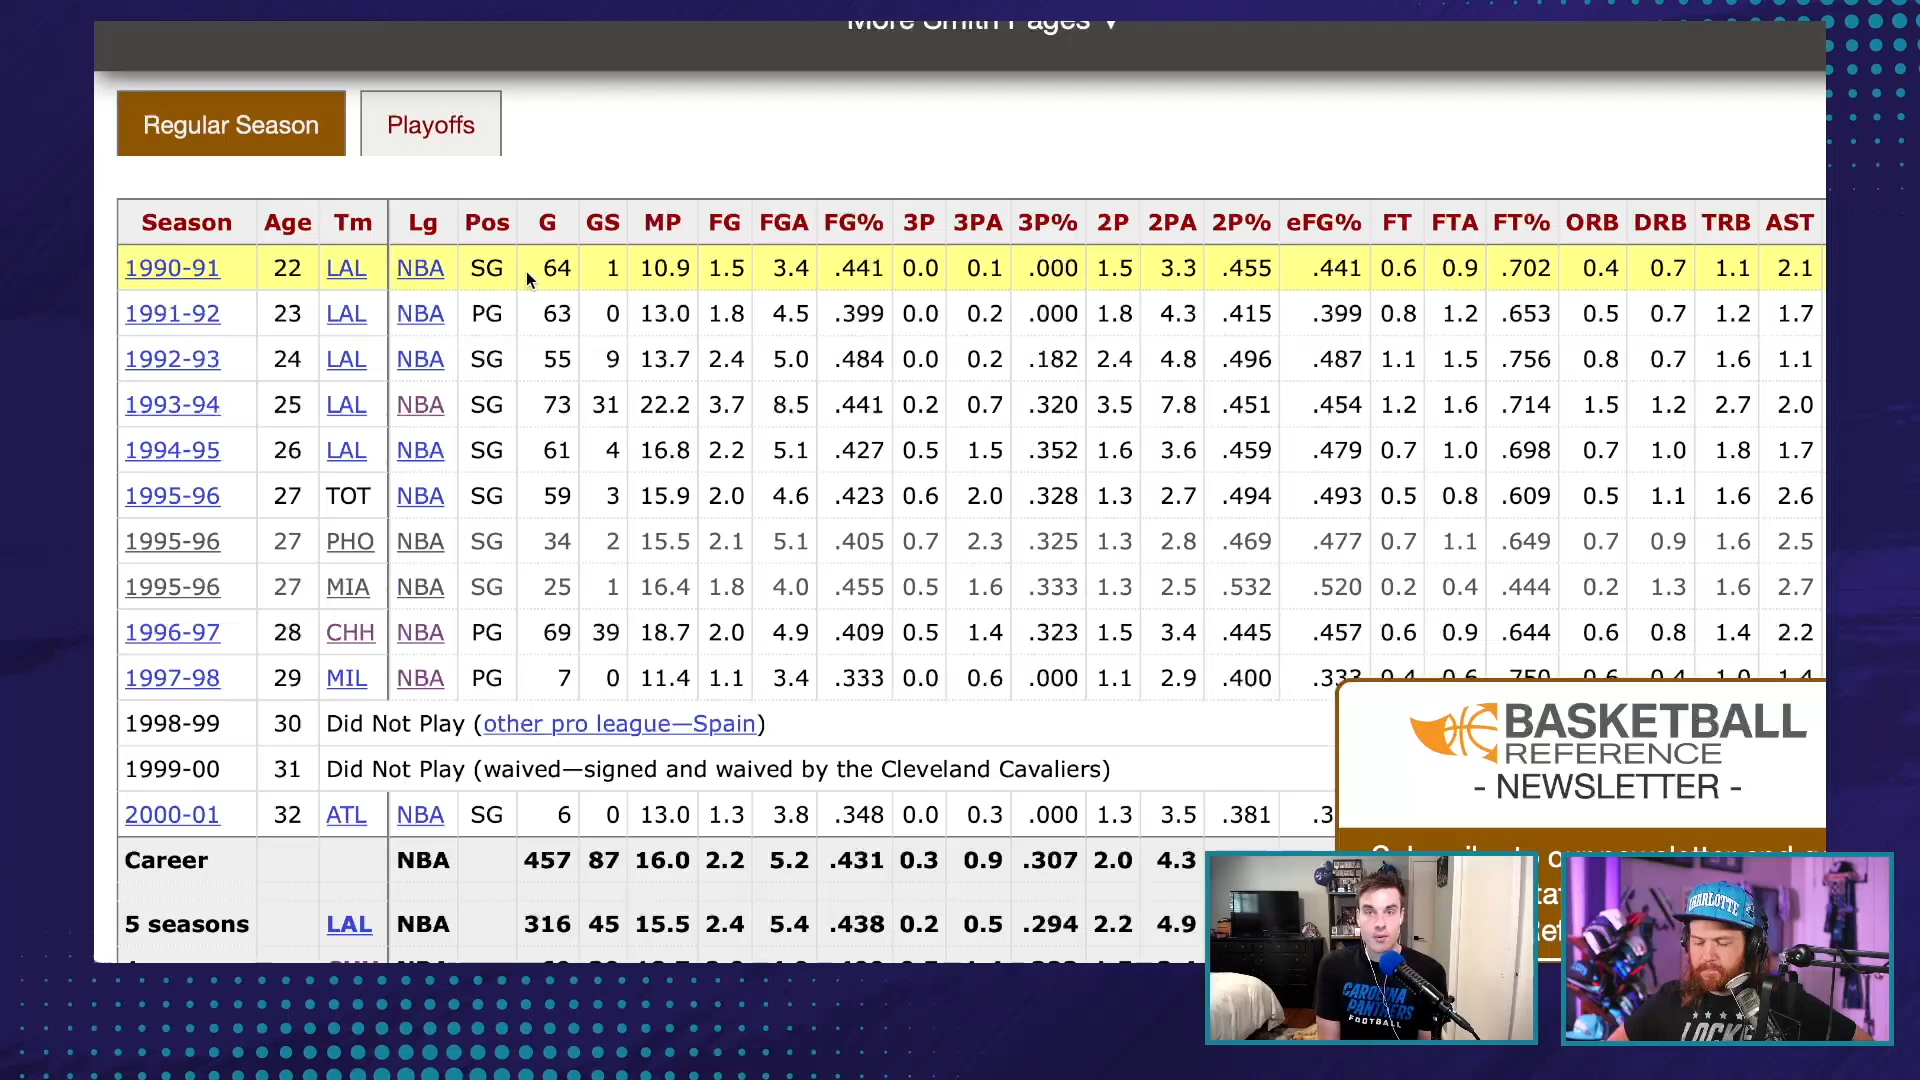 More Smith Pages ▼
Regular Season Playoffs
Season Age Tm Lg Pos G GS MP FG FGA FG% 3P 3PA 3P% 2P 2PA 2P% eFG% FT FTA FT% ORB DRB TRB AST
1990-91 22 LAL NBA SG 64 1 10.9 1.5 3.4 .441 0.0 0.1 .000 1.5 3.3 .455 .441 0.6 0.9 .702 0.4 0.7 1.1 2.1
1991-92 23 LAL NBA PG 63 0 13.0 1.8 4.5 .399 0.0 0.2 .000 1.8 4.3 .415 .399 0.8 1.2 .653 0.5 0.7 1.2 1.7
1992-93 24 LAL NBA SG 55 9 13.7 2.4 5.0 .484 0.0 0.2 .182 2.4 4.8 .496 .487 1.1 1.5 .756 0.8 0.7 1.6 1.1
1993-94 25 LAL NBA SG 73 31 22.2 3.7 8.5 .441 0.2 0.7 .320 3.5 7.8 .451 .454 1.2 1.6 .714 1.5 1.2 2.7 2.0
1994-95 26 LAL NBA SG 61 4 16.8 2.2 5.1 .427 0.5 1.5 .352 1.6 3.6 .459 .479 0.7 1.0 .698 0.7 1.0 1.8 1.7
1995-96 27 TOT NBA SG 59 3 15.9 2.0 4.6 .423 0.6 2.0 .328 1.3 2.7 .494 .493 0.5 0.8 .609 0.5 1.1 1.6 2.6
1995-96 27 PHO NBA SG 34 2 15.5 2.1 5.1 .405 0.7 2.3 .325 1.3 2.8 .469 .477 0.7 1.1 .649 0.7 0.9 1.6 2.5
1995-96 27 MIA NBA SG 25 1 16.4 1.8 4.0 .455 0.5 1.6 .333 1.3 2.5 .532 .520 0.2 0.4 .444 0.2 1.3 1.6 2.7
1996-97 28 CHH NBA PG 69 39 18.7 2.0 4.9 .409 0.5 1.4 .323 1.5 3.4 .445 .457 0.6 0.9 .644 0.6 0.8 1.4 2.2
1997-98 29 MIL NBA PG 7 0 11.4 1.1 3.4 .333 0.0 0.6 .000 1.1 2.9 .400 .333 0.4 0.6 .750 0.6 0.4 1.0 1.4
1998-99 30 Did Not Play (other pro league—Spain)
1999-00 31 Did Not Play (waived—signed and waived by the Cleveland Cavaliers)
2000-01 32 ATL NBA SG 6 0 13.0 1.3 3.8 .348 0.0 0.3 .000 1.3 3.5 .381 .3
Career NBA 457 87 16.0 2.2 5.2 .431 0.3 0.9 .307 2.0 4.3
5 seasons LAL NBA 316 45 15.5 2.4 5.4 .438 0.2 0.5 .294 2.2 4.9
BASKETBALL
REFERENCE
- NEWSLETTER -
CAROLINA
PANTHERS
FOOTBALL
CHARLOTTE